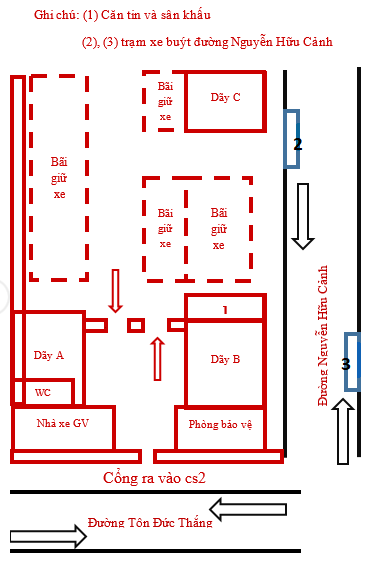 Ghi chú: (1) Căn tin và sân khấu
(2), (3) trạm xe buýt đường Nguyễn Hữu Cảnh
Bãi
giữ
xe
Bãi
giữ
xe
Dãy C
2
Bãi
giữ
xe
Bãi
giữ
xe
1
Dãy A
Dãy B
Đường Nguyễn Hữu Cảnh
3
WC
Nhà xe GV
Phòng bảo vệ
Cổng ra vào cs2
Đường Tôn Đức Thắng